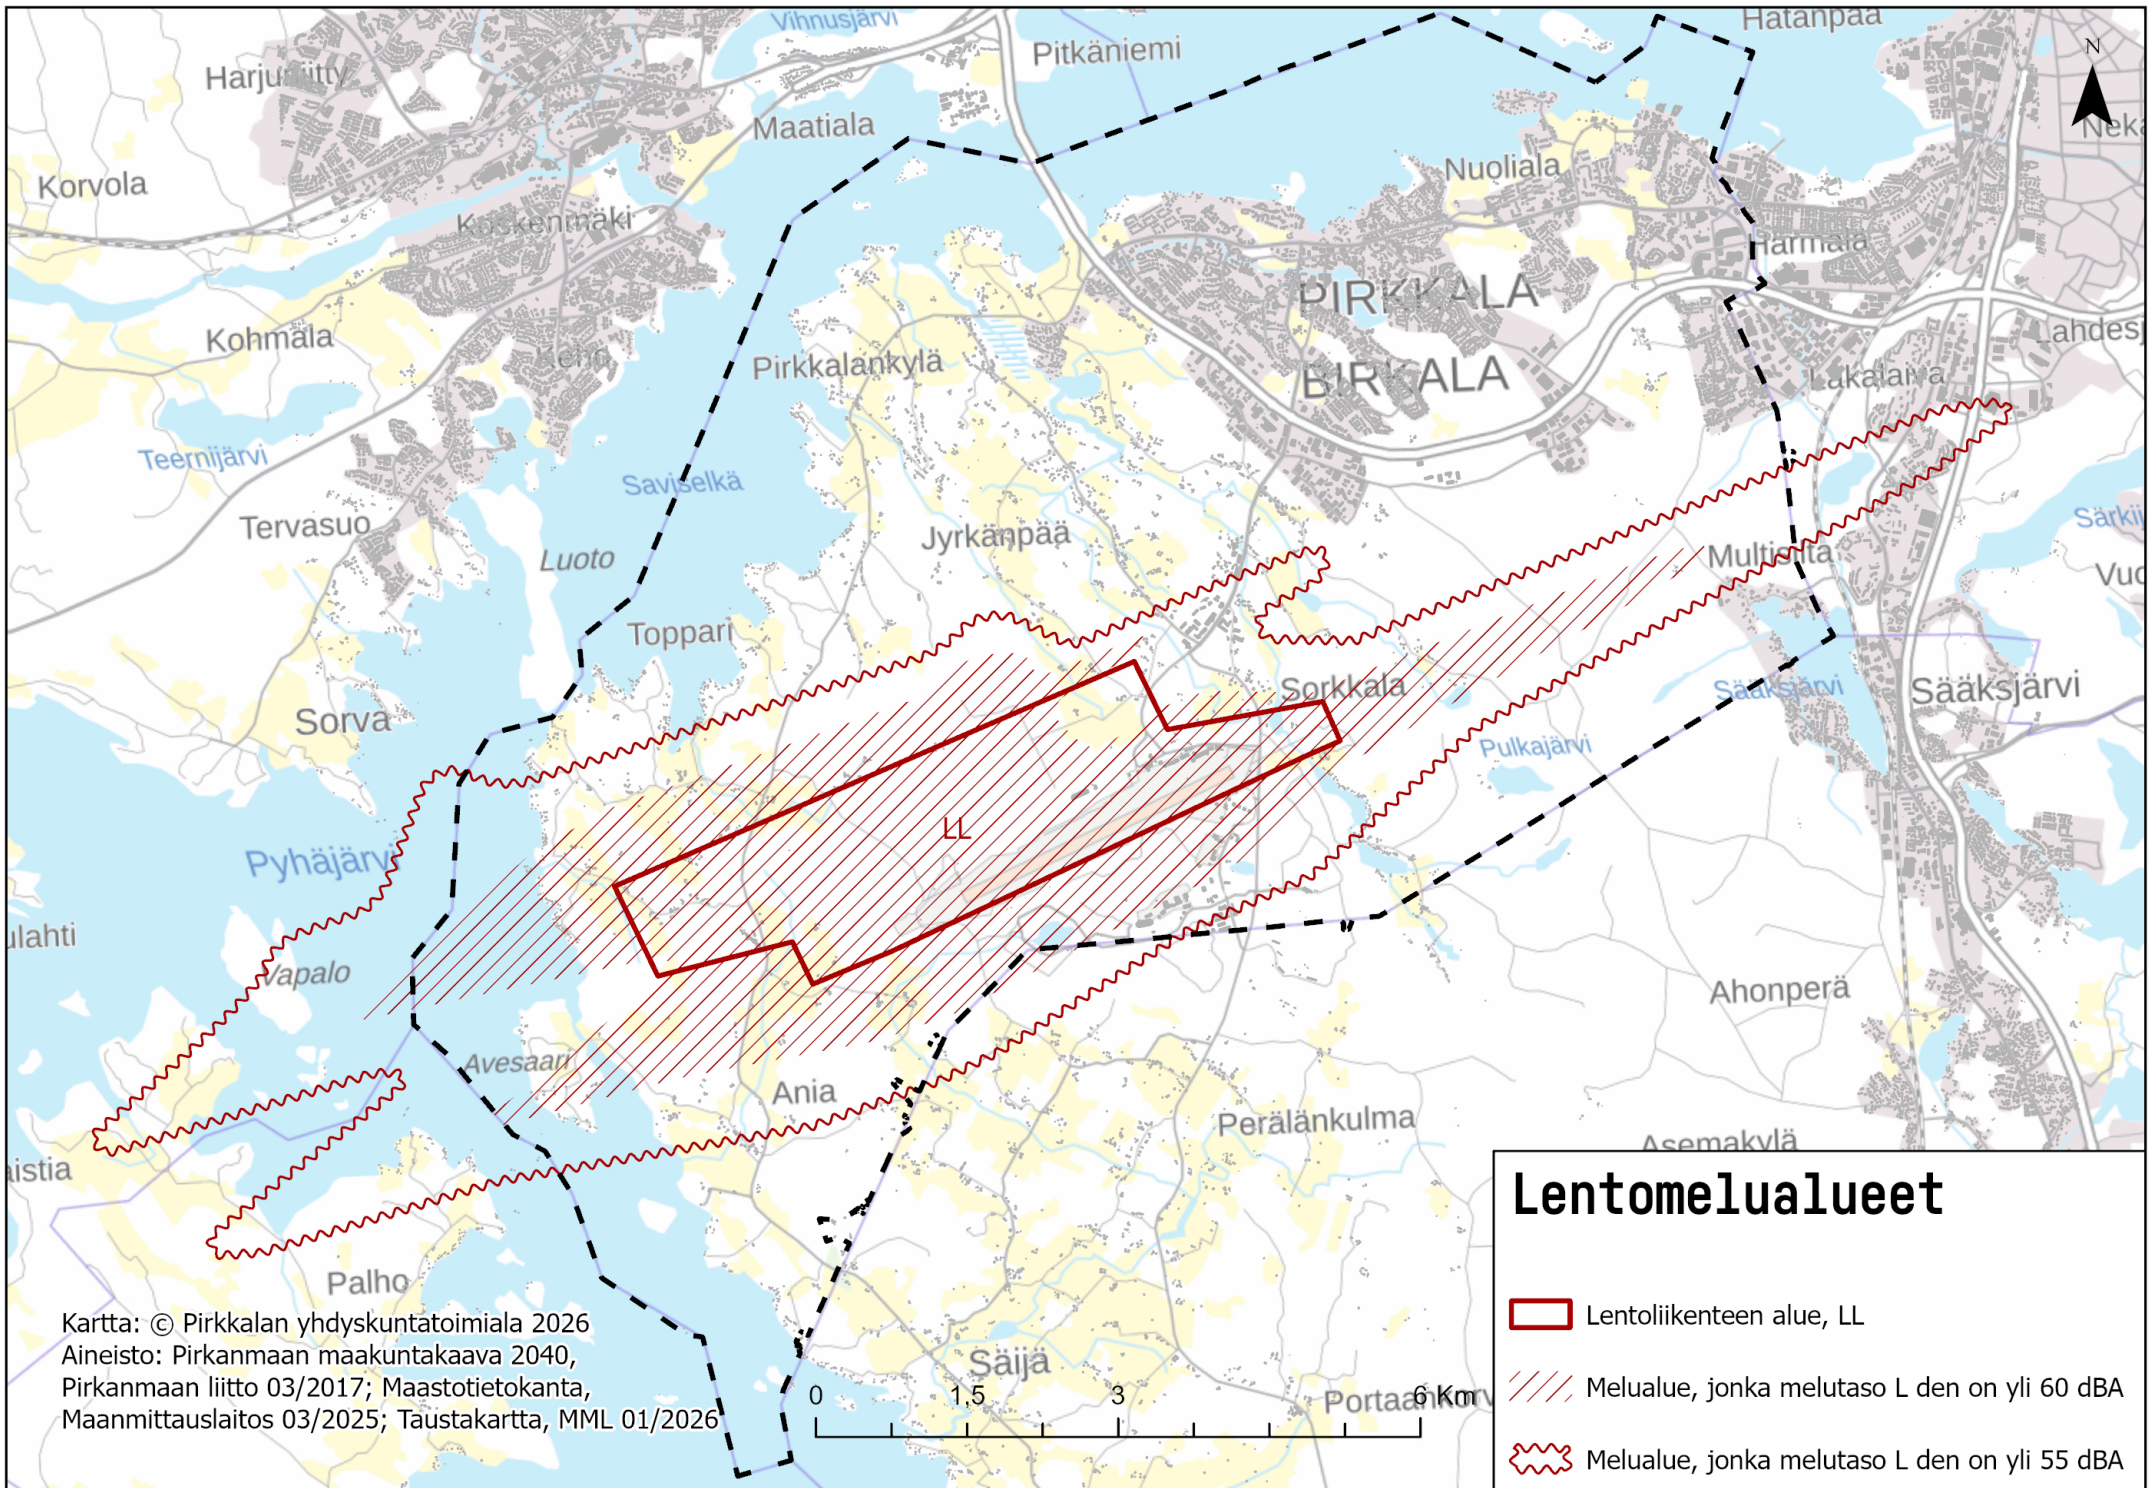 Vihnusjärvi
Hatanpää
Pitkäniemi
N
Harjuniitty
Maatiala
Korvola
Nuoliala
Koskenmäki
Härmälä
PIRKKALA
Kohmala
Keho
Pirkkalankylä
BIRKALA
Lakalaiva
Teernijärvi
Saviselkä
Tervasuo
Jyrkänpää
Luoto
Multisilta
Toppari
Sorkkala
Sääksjärvi
Sääksjärvi
Sorva
Pulkajärvi
LL
Pyhäjärvi
Vapalo
Ahonperä
Avesaari
Ania
Perälänkulma
Asemakylä
Palho
Säijä
Kartta: © Pirkkalan yhdyskuntatoimiala 2026
Aineisto: Pirkanmaan maakuntakaava 2040,
Pirkanmaan liitto 03/2017; Maastotietokanta,
Maanmittauslaitos 03/2025; Taustakartta, MML 01/2026
0 1,5 3 6 Km
Lentomelualueet
Lentoliikenteen alue, LL
Melualue, jonka melutaso L den on yli 60 dBA
Melualue, jonka melutaso L den on yli 55 dBA